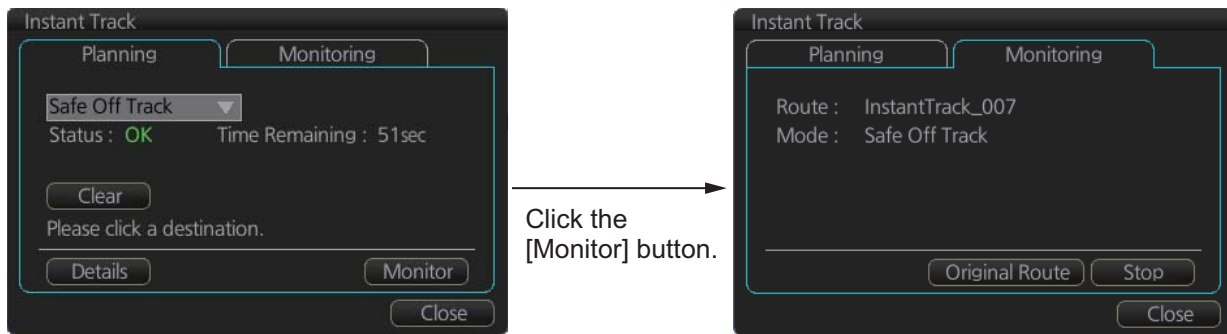 Instant Track
Planning
Monitoring
Safe Off Track
Status : OK
Time Remaining : 51sec
Clear
Please click a destination.
Details
Monitor
Close
Click the
[Monitor] button.
Instant Track
Planning
Monitoring
Route : InstantTrack_007
Mode : Safe Off Track
Original Route
Stop
Close